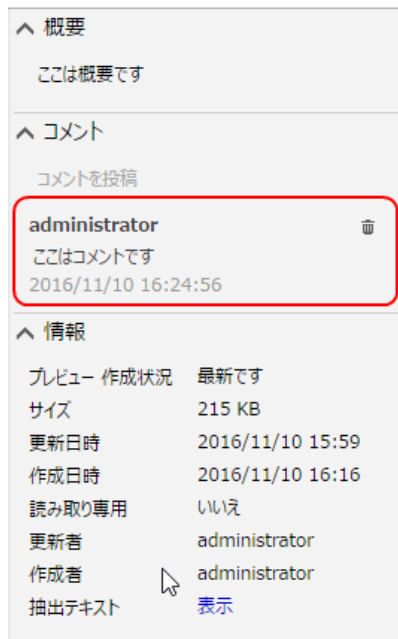 概要
ここは概要です
コメント
コメントを投稿
administrator
ここはコメントです
2016/11/10 16:24:56
情報
プレビュー 作成状況 最新です
サイズ 215 KB
更新日時 2016/11/10 15:59
作成日時 2016/11/10 16:16
読み取り専用 いいえ
更新者 administrator
作成者 administrator
抽出テキスト 表示